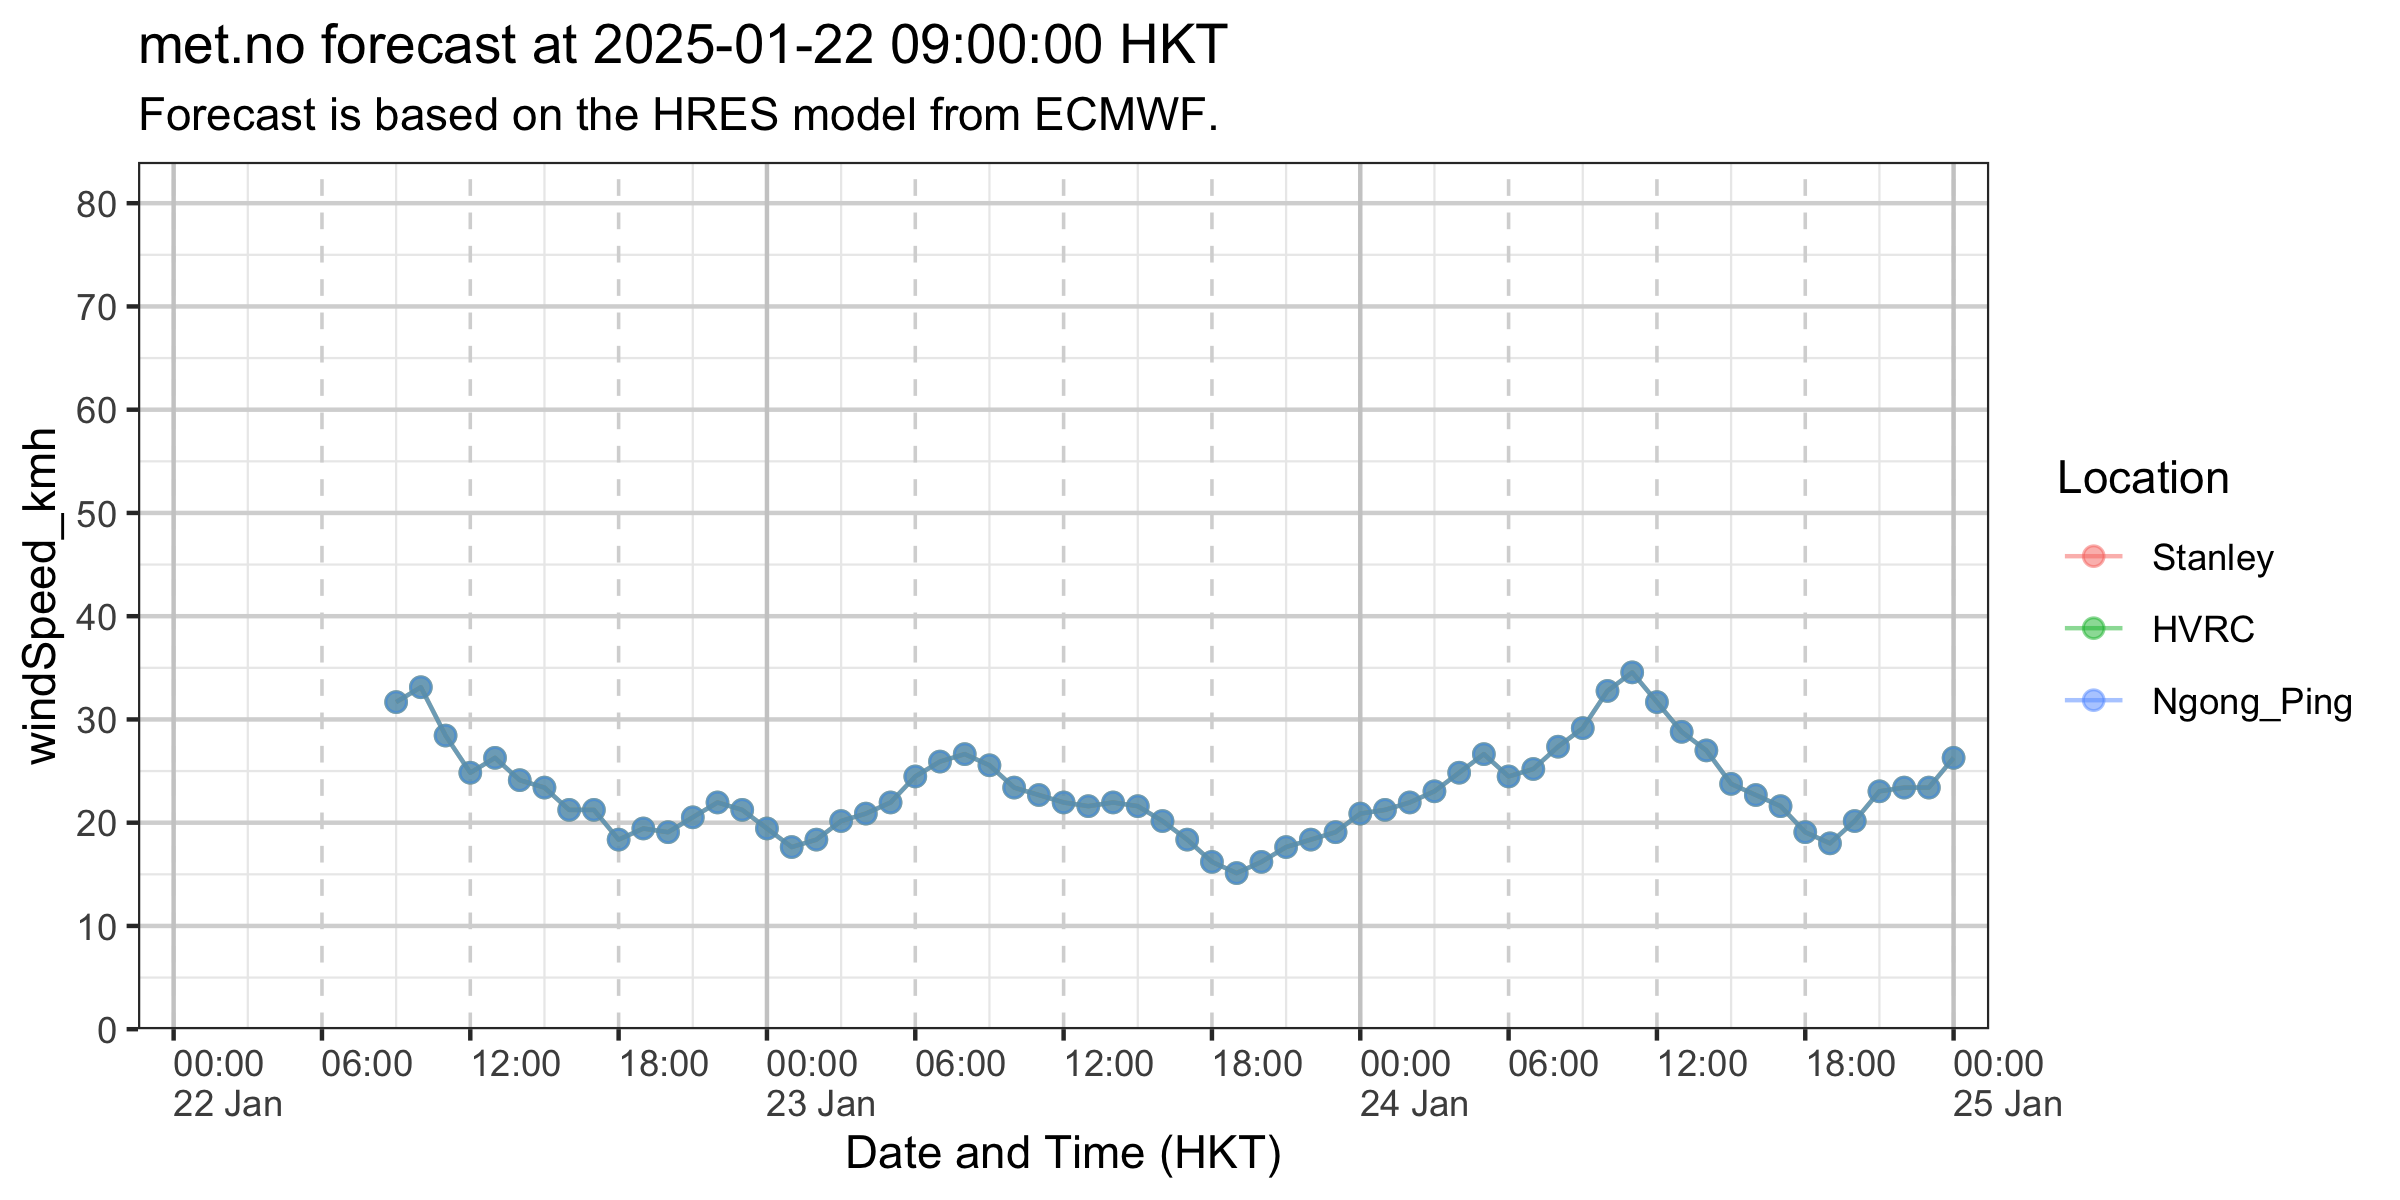 met.no forecast at 2025-01-22 09:00:00 HKT
Forecast is based on the HRES model from ECMWF.
windSpeed_kmh
80
70
60
50
40
30
20
10
0
00:00 06:00 12:00 18:00 00:00 06:00 12:00 18:00 00:00 06:00 12:00 18:00 00:00
22 Jan 23 Jan 24 Jan 25 Jan
Date and Time (HKT)
Location
Stanley
HVRC
Ngong_Ping